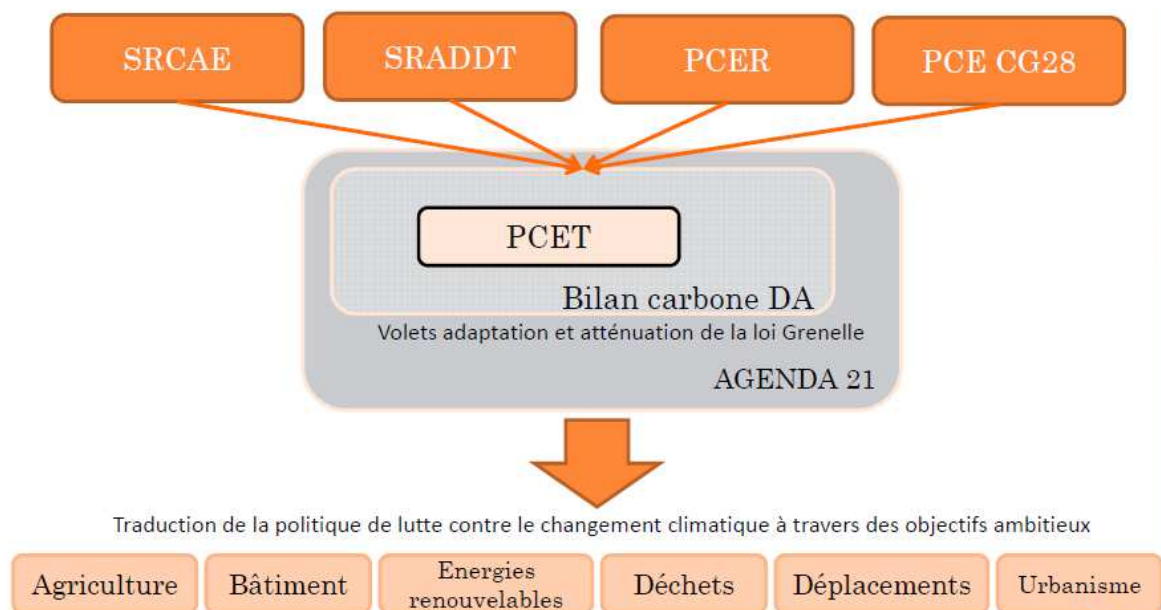 SRCAE
SRADDT
PCER
PCE CG28
PCET
Bilan carbone DA
Volets adaptation et atténuation de la loi Grenelle
AGENDA 21
Traduction de la politique de lutte contre le changement climatique à travers des objectifs ambitieux
Agriculture
Bâtiment
Energies
renouvelables
Déchets
Déplacements
Urbanisme